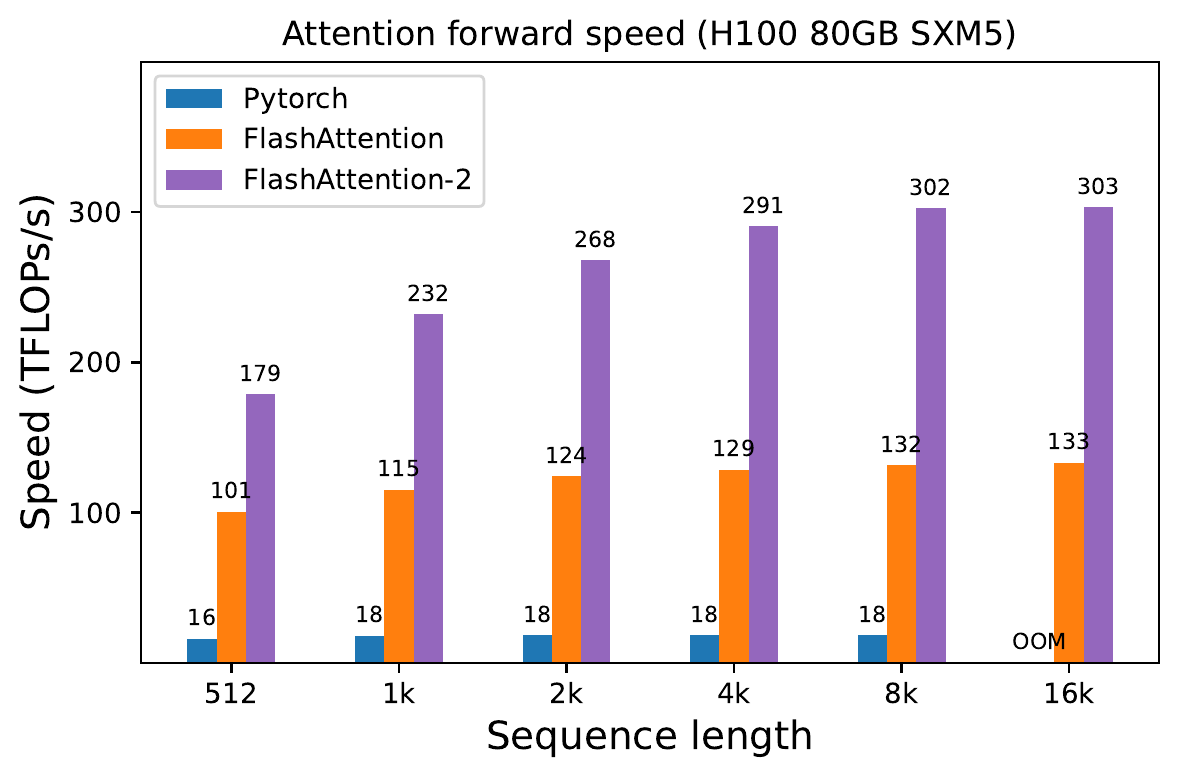 Attention forward speed (H100 80GB SXM5)
Pytorch
FlashAttention
FlashAttention-2
Speed (TFLOPs/s)
300
200
100
16 101 179
18 115 232
18 124 268
18 129 291
18 132 302
OOM 133 303
512 1k 2k 4k 8k 16k
Sequence length